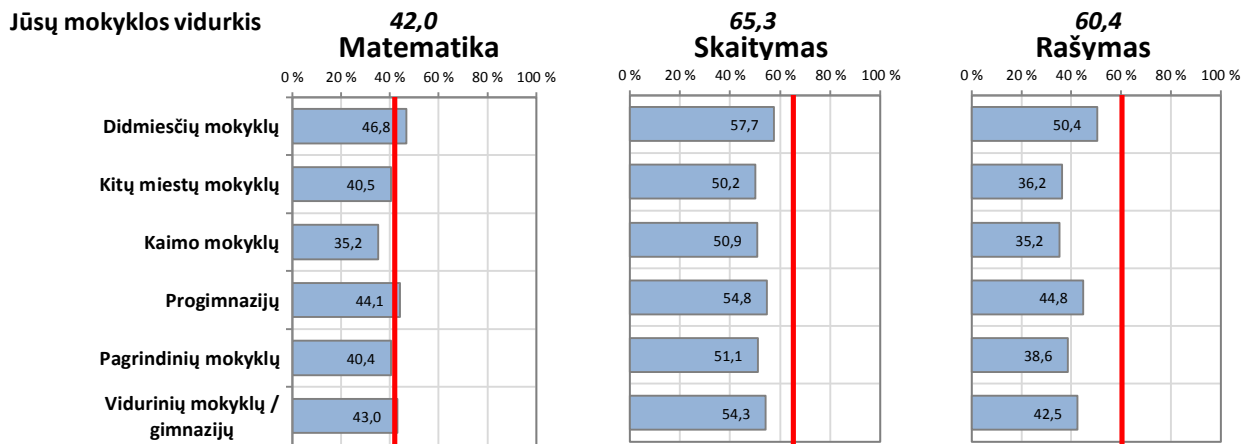 Jūsų mokyklos vidurkis 42,0 65,3 60,4
Matematika Skaitymas Rašymas
0 % 20 % 40 % 60 % 80 % 100 % 0 % 20 % 40 % 60 % 80 % 100 % 0 % 20 % 40 % 60 % 80 % 100 %
Didmiesčių mokyklų 46,8 57,7 50,4
Kitų miestų mokyklų 40,5 50,2 36,2
Kaimo mokyklų 35,2 50,9 35,2
Progimnazijų 44,1 54,8 44,8
Pagrindinių mokyklų 40,4 51,1 38,6
Vidurinių mokyklų /
gimnazijų 43,0 54,3 42,5